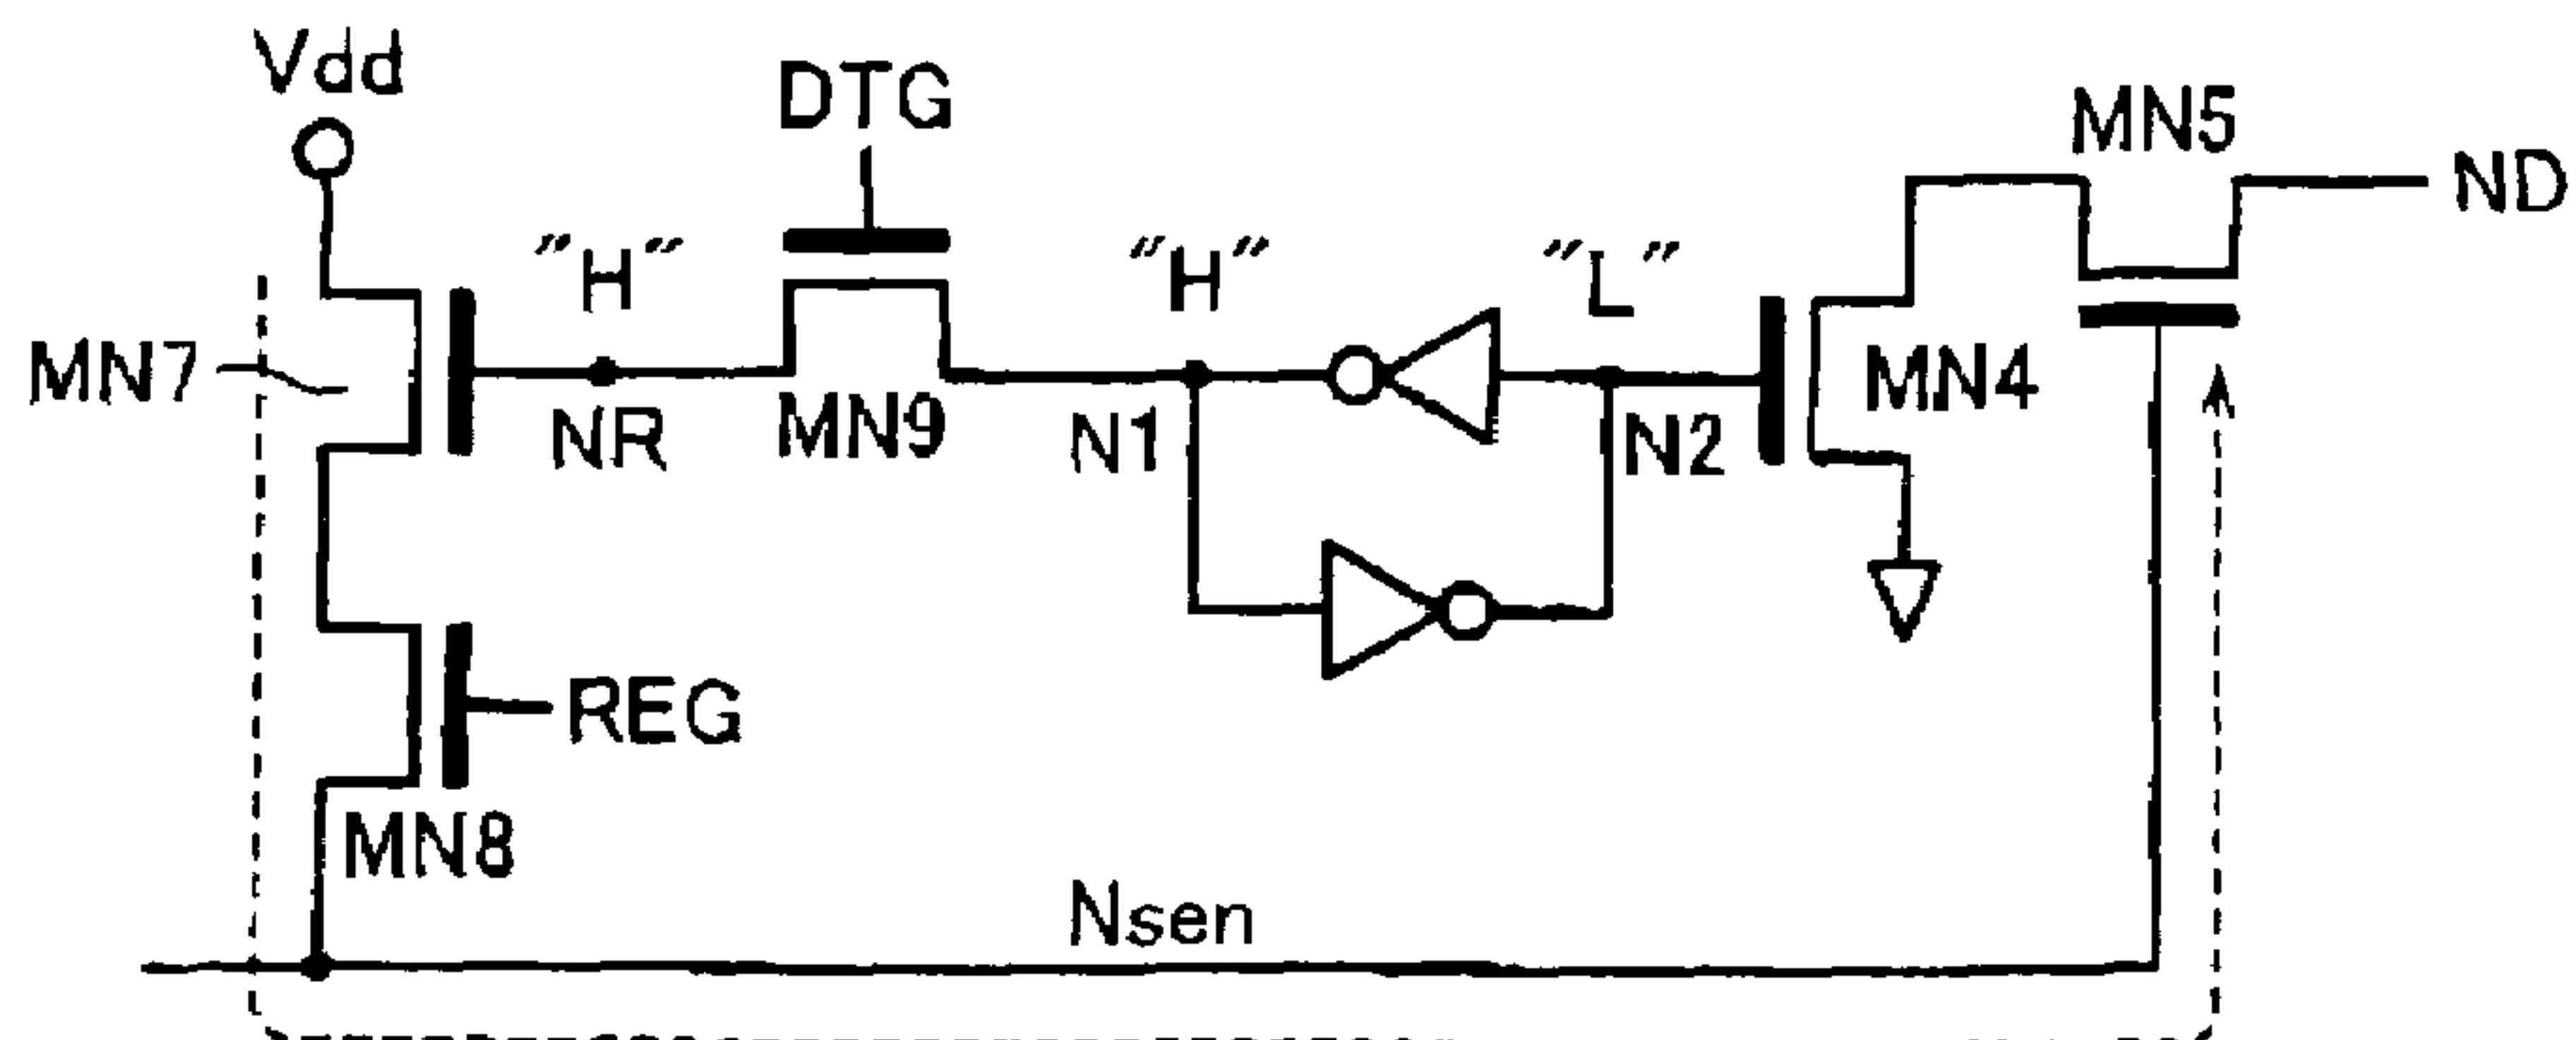 Vdd
DTG
MN5
ND
"H"
"H"
"L"
MN7
NR
MN9
N1
N2
MN4
REG
MN8
Nsen